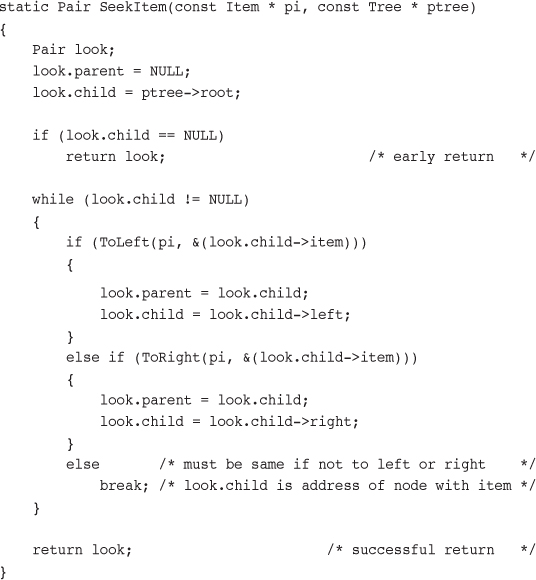 static Pair SeekItem(const Item * pi, const Tree * ptree)
{
    Pair look;
    look.parent = NULL;
    look.child = ptree->root;

    if (look.child == NULL)
        return look;                        /* early return   */

    while (look.child != NULL)
    {
        if (ToLeft(pi, &(look.child->item)))
        {
            look.parent = look.child;
            look.child = look.child->left;
        }
        else if (ToRight(pi, &(look.child->item)))
        {
            look.parent = look.child;
            look.child = look.child->right;
        }
        else       /* must be same if not to left or right    */
            break; /* look.child is address of node with item */
    }

    return look;                       /* successful return   */
}